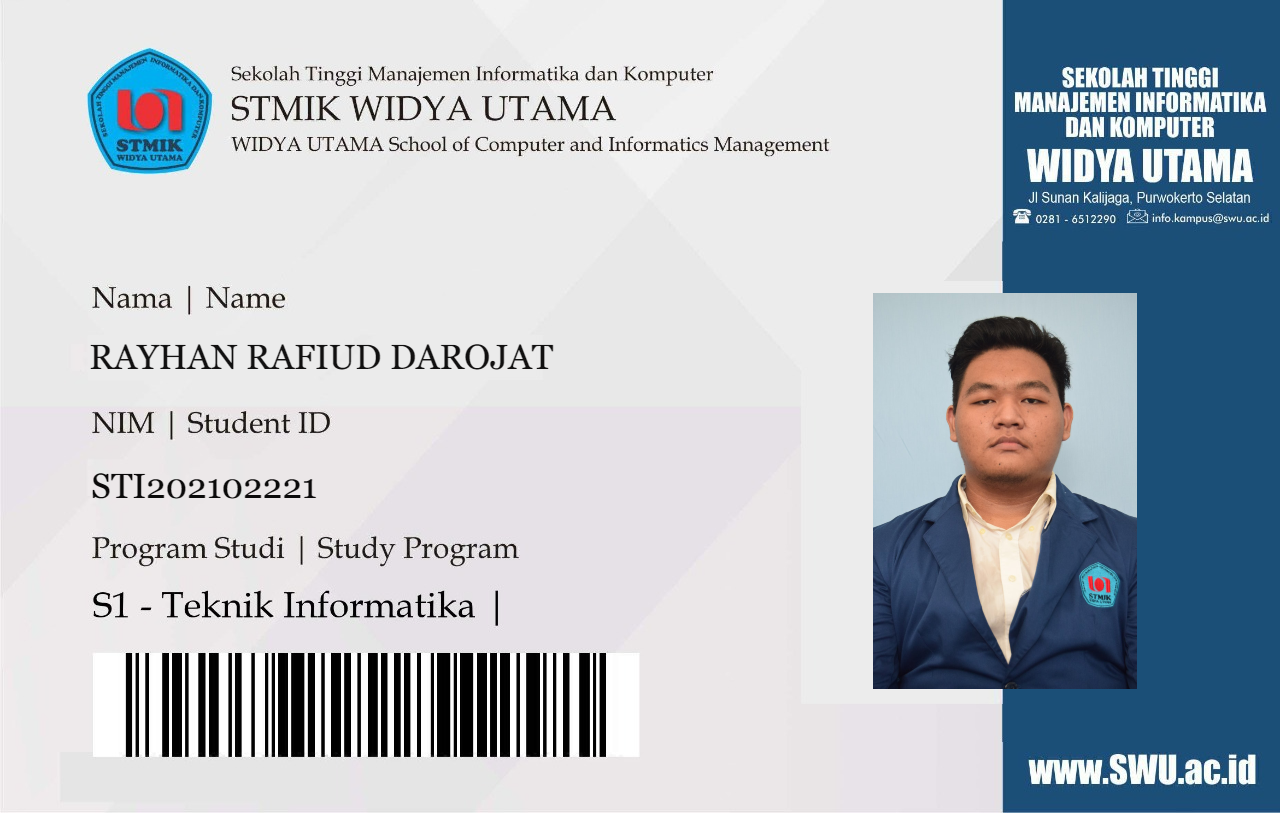 Sekolah Tinggi Manajemen Informatika dan Komputer
STMIK WIDYA UTAMA
WIDYA UTAMA School of Computer and Informatics Management
SEKOLAH TINGGI MANAJEMEN INFORMATIKA DAN KOMPUTER
STMIK
WIDYA UTAMA
SEKOLAH TINGGI
MANAJEMEN INFORMATIKA
DAN KOMPUTER
WIDYA UTAMA
Jl Sunan Kalijaga, Purwokerto Selatan
0281 - 6512290 info.kampus@swu.ac.id
Nama | Name
RAYHAN RAFIUD DAROJAT
NIM | Student ID
STI202102221
Program Studi | Study Program
S1 - Teknik Informatika |
STMIK
www.SWU.ac.id